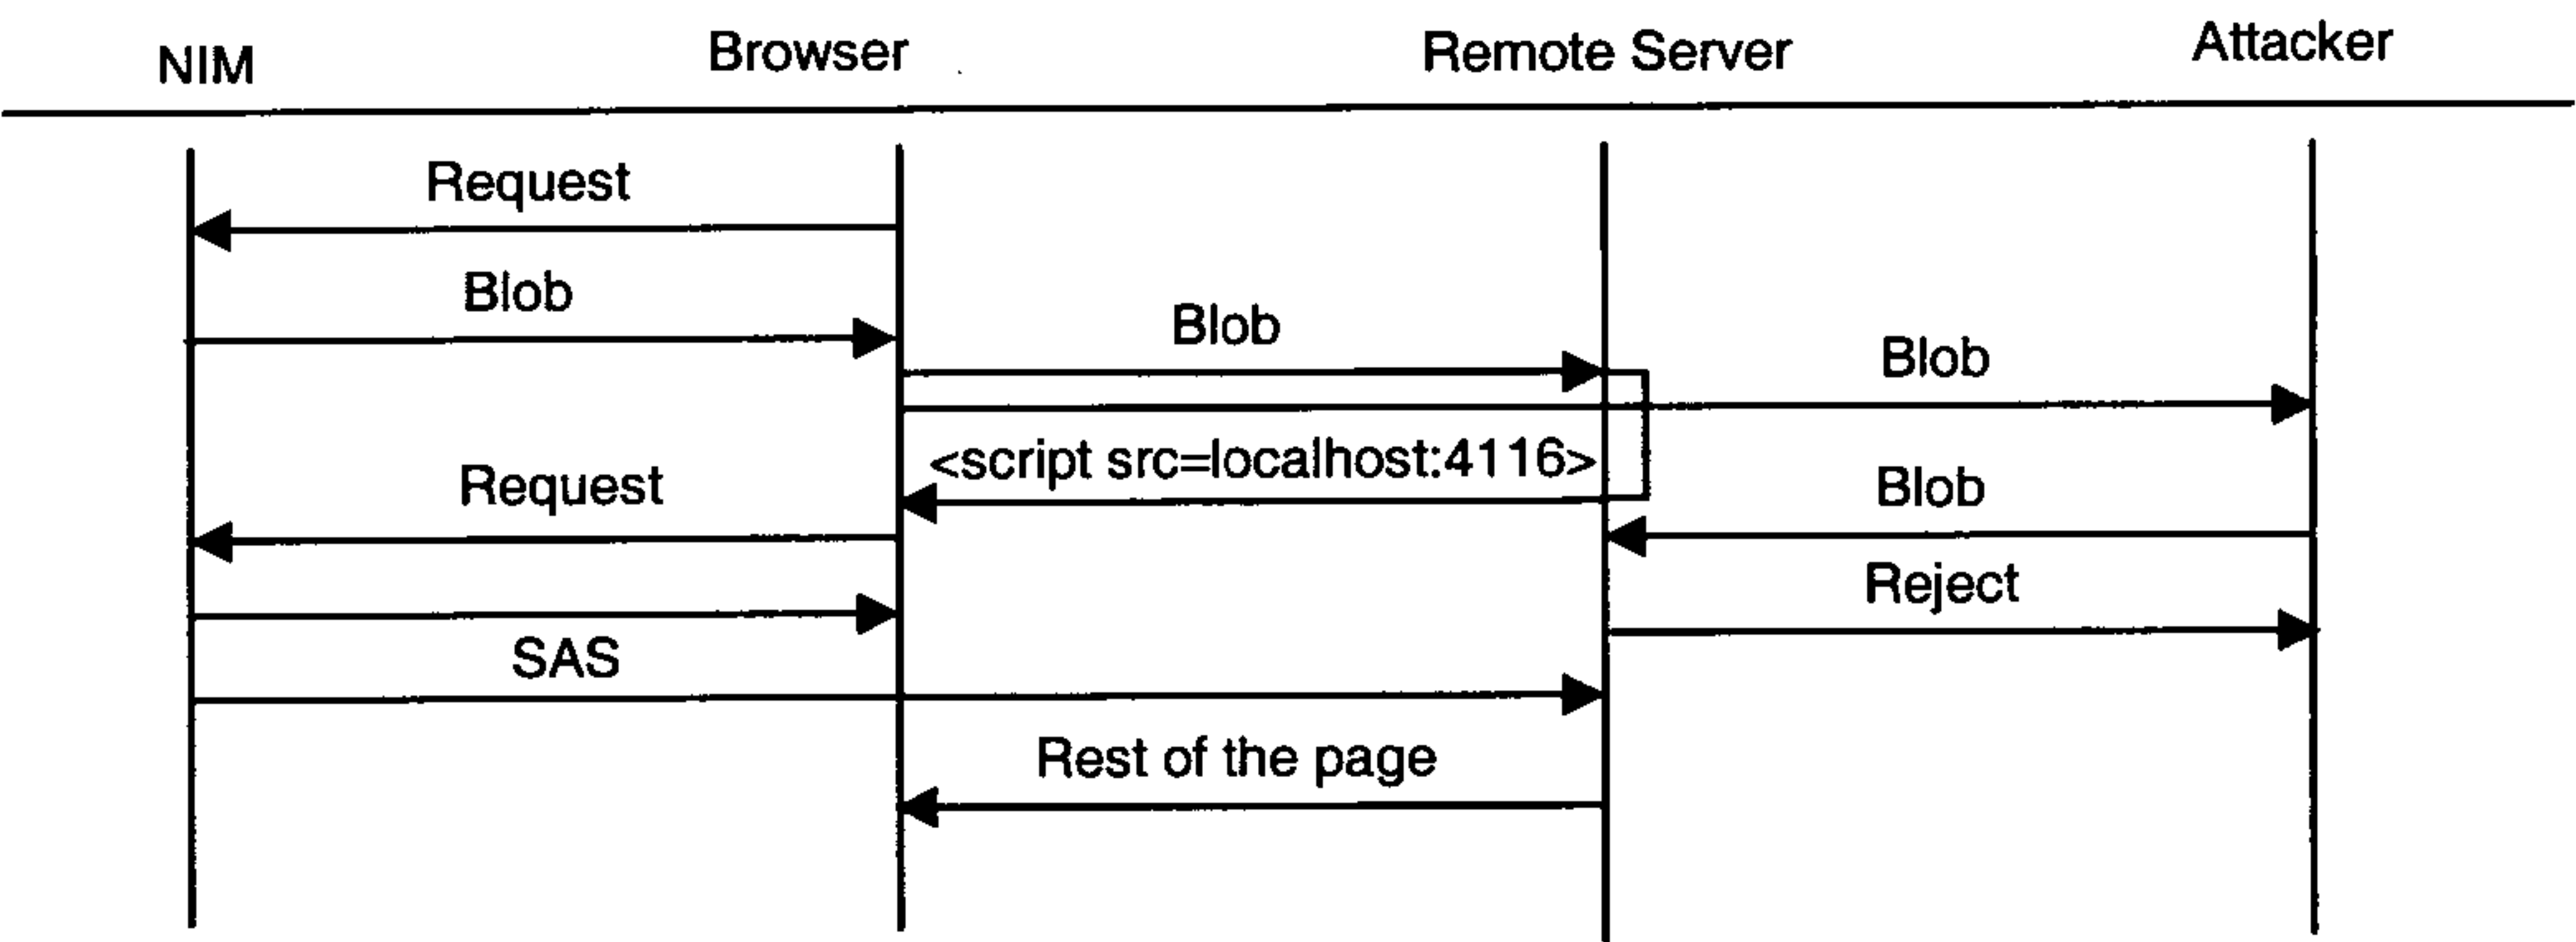 NIM
Browser
Remote Server
Attacker
Request
Blob
Blob
Blob
<script src=localhost:4116>
Request
Blob
Reject
SAS
Rest of the page